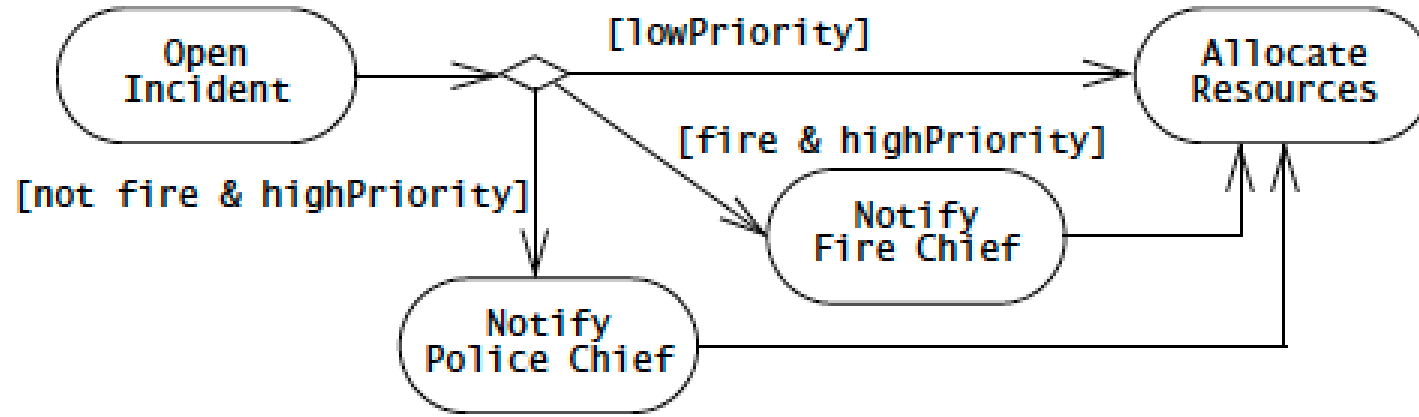 Open
Incident
[lowPriority]
Allocate
Resources
[fire & highPriority]
[not fire & highPriority]
Notify
Fire Chief
Notify
Police Chief